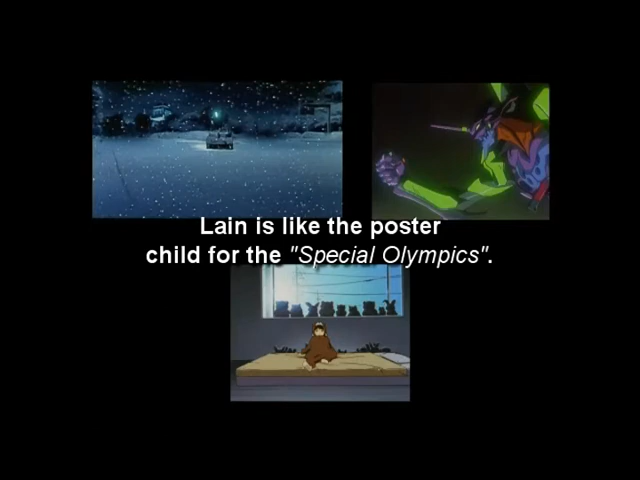 Lain is like the poster
child for the "Special Olympics".